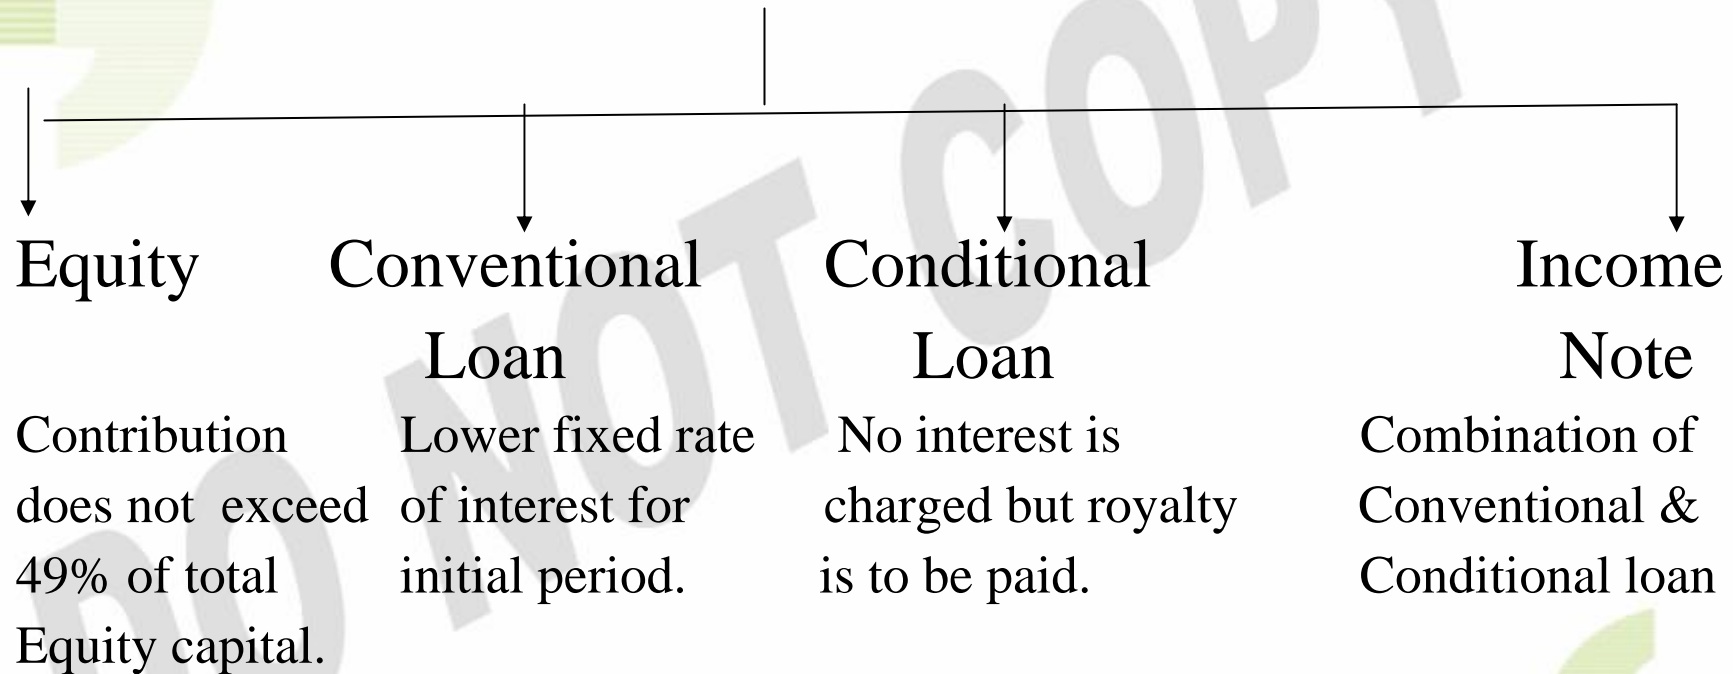 Equity Conventional Conditional Income
Loan Loan Note
Contribution Lower fixed rate No interest is Combination of
does not exceed of interest for charged but royalty Conventional &
49% of total initial period. is to be paid. Conditional loan
Equity capital.
DO NOT COPY